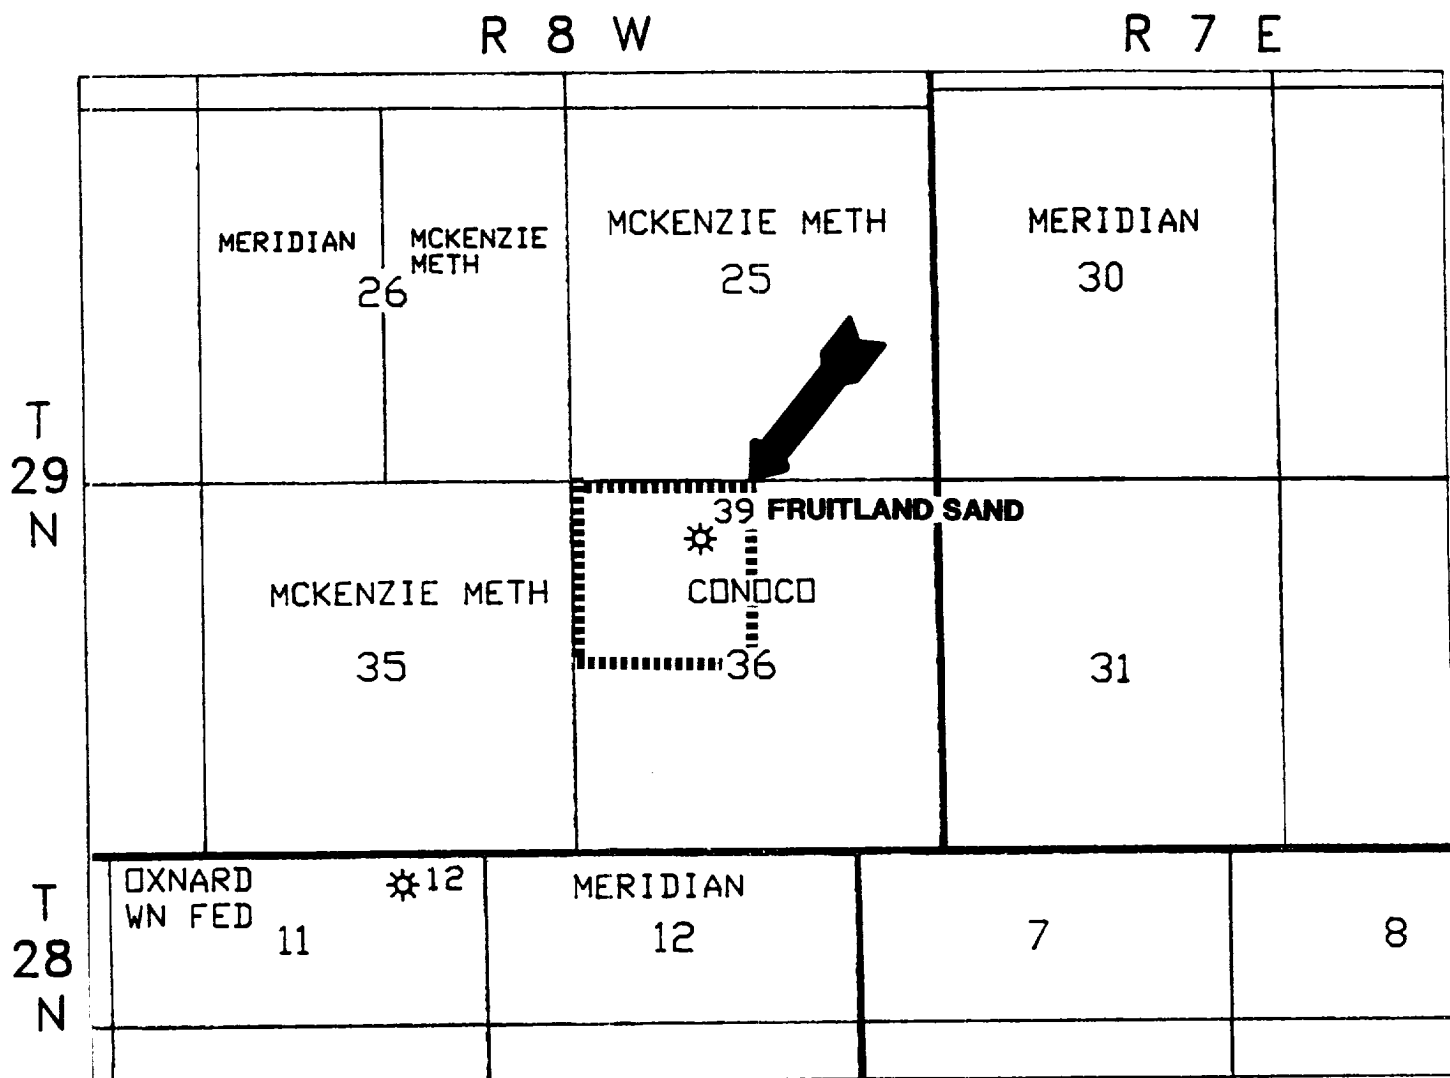 R 8 W
R 7 E
MCKENZIE METH
25
MERIDIAN
30
MERIDIAN
26
MCKENZIE
METH
T
29
N
39 FRUITLAND SAND
CONOCO
36
MCKENZIE METH
35
31
T
28
N
OXNARD
WN FED
11
12
MERIDIAN
12
7
8